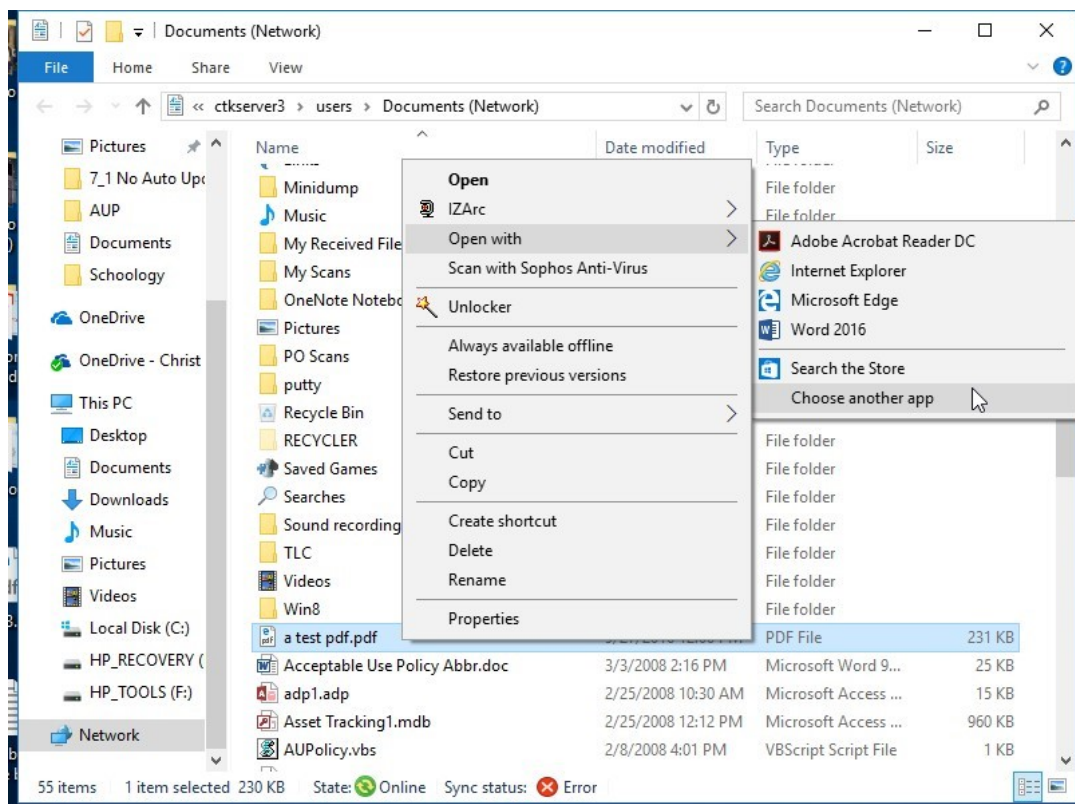 Documents (Network)
File Home Share View
« ctkserver3 › users › Documents (Network)
Search Documents (Network)
Pictures
7_1 No Auto Upd
AUP
Documents
Schoology
OneDrive
OneDrive - Christ
This PC
Desktop
Documents
Downloads
Music
Pictures
Videos
Local Disk (C:)
HP_RECOVERY (
HP_TOOLS (F:)
Network
Name Date modified Type Size
Minidump File folder
Music File folder
My Received File
My Scans
OneNote Notebo
Pictures
PO Scans
putty
Recycle Bin
RECYCLER File folder
Saved Games File folder
Searches File folder
Sound recording File folder
TLC File folder
Videos File folder
Win8 File folder
a test pdf.pdf PDF File 231 KB
Acceptable Use Policy Abbr.doc 3/3/2008 2:16 PM Microsoft Word 9... 25 KB
adp1.adp 2/25/2008 10:30 AM Microsoft Access ... 15 KB
Asset Tracking1.mdb 2/25/2008 12:12 PM Microsoft Access ... 960 KB
AUPolicy.vbs 2/8/2008 4:01 PM VBScript Script File 1 KB
Open
IZArc
Open with
Scan with Sophos Anti-Virus
Unlocker
Always available offline
Restore previous versions
Send to
Cut
Copy
Create shortcut
Delete
Rename
Properties
Adobe Acrobat Reader DC
Internet Explorer
Microsoft Edge
Word 2016
Search the Store
Choose another app
55 items 1 item selected 230 KB State: Online Sync status: Error